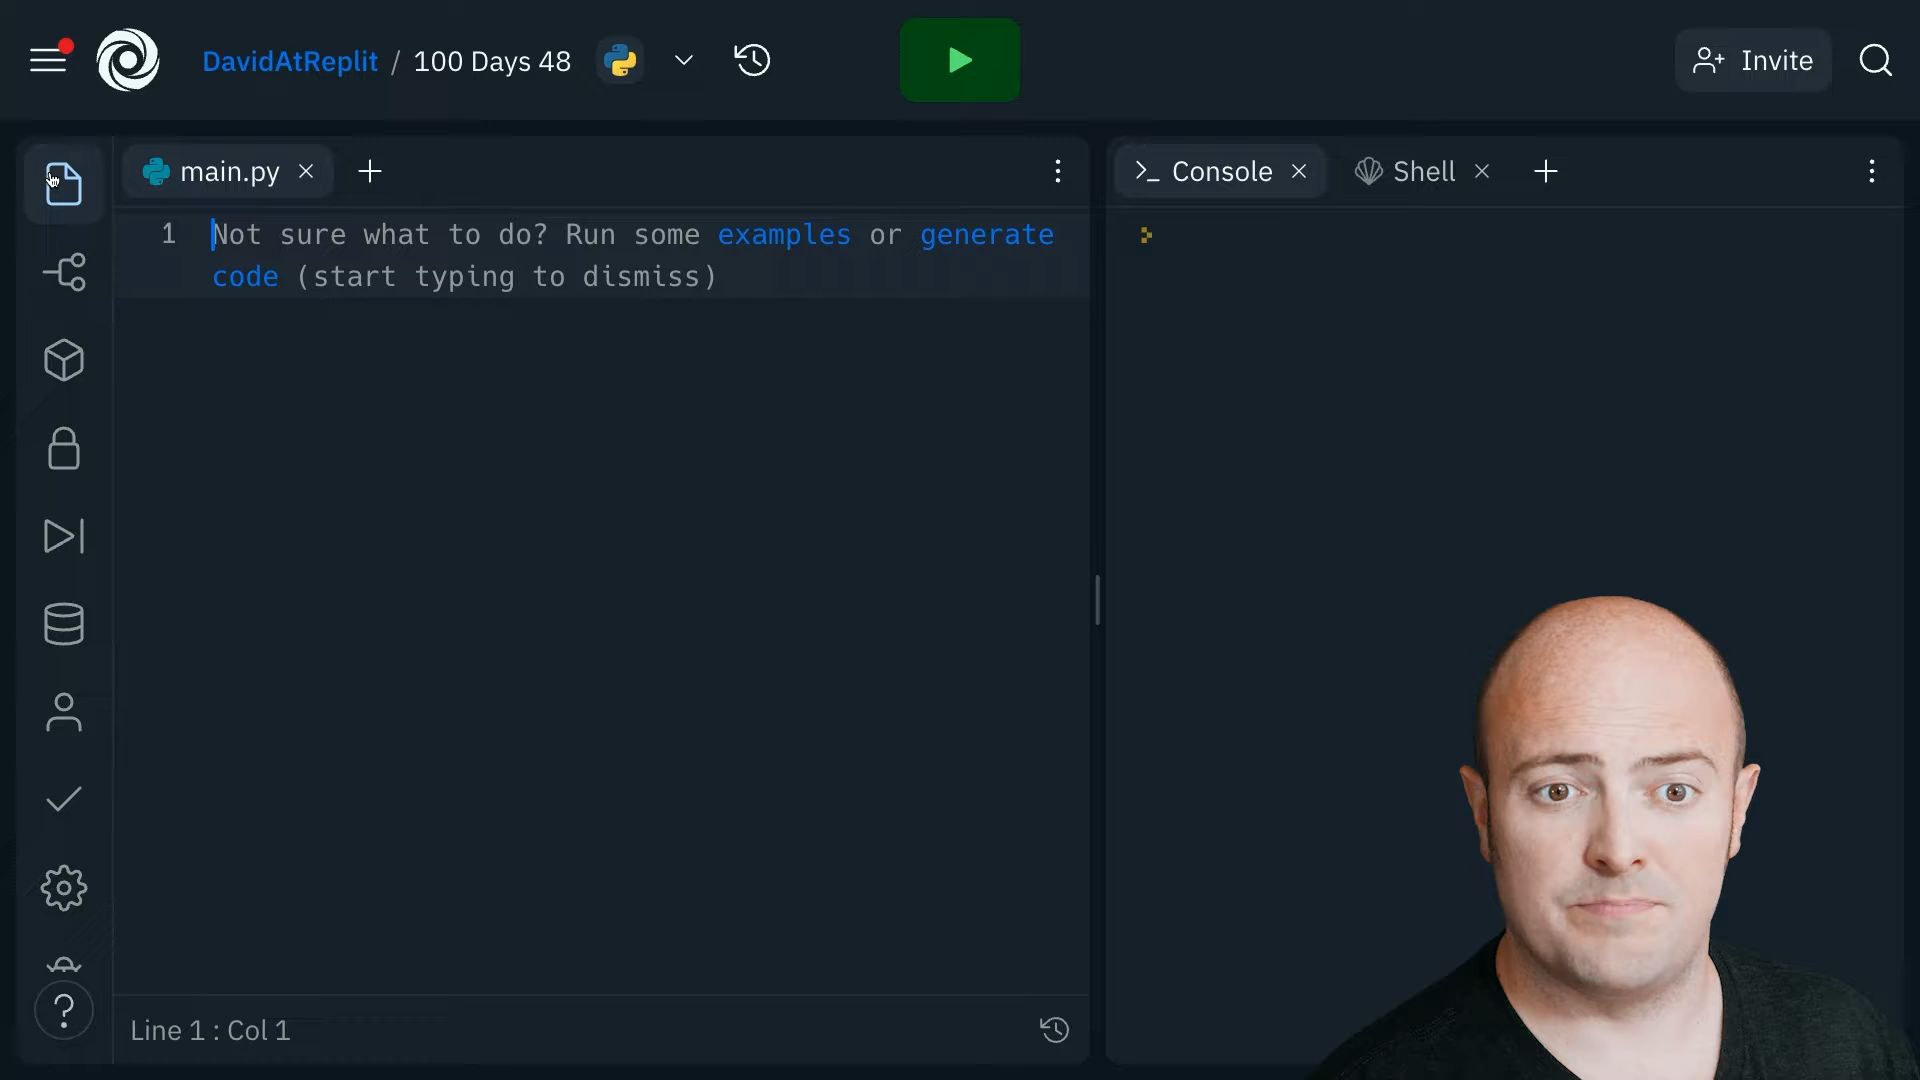 DavidAtReplit / 100 Days 48
Invite
main.py
Console
Shell
1 Not sure what to do? Run some examples or generate
code (start typing to dismiss)
?
Line 1 : Col 1